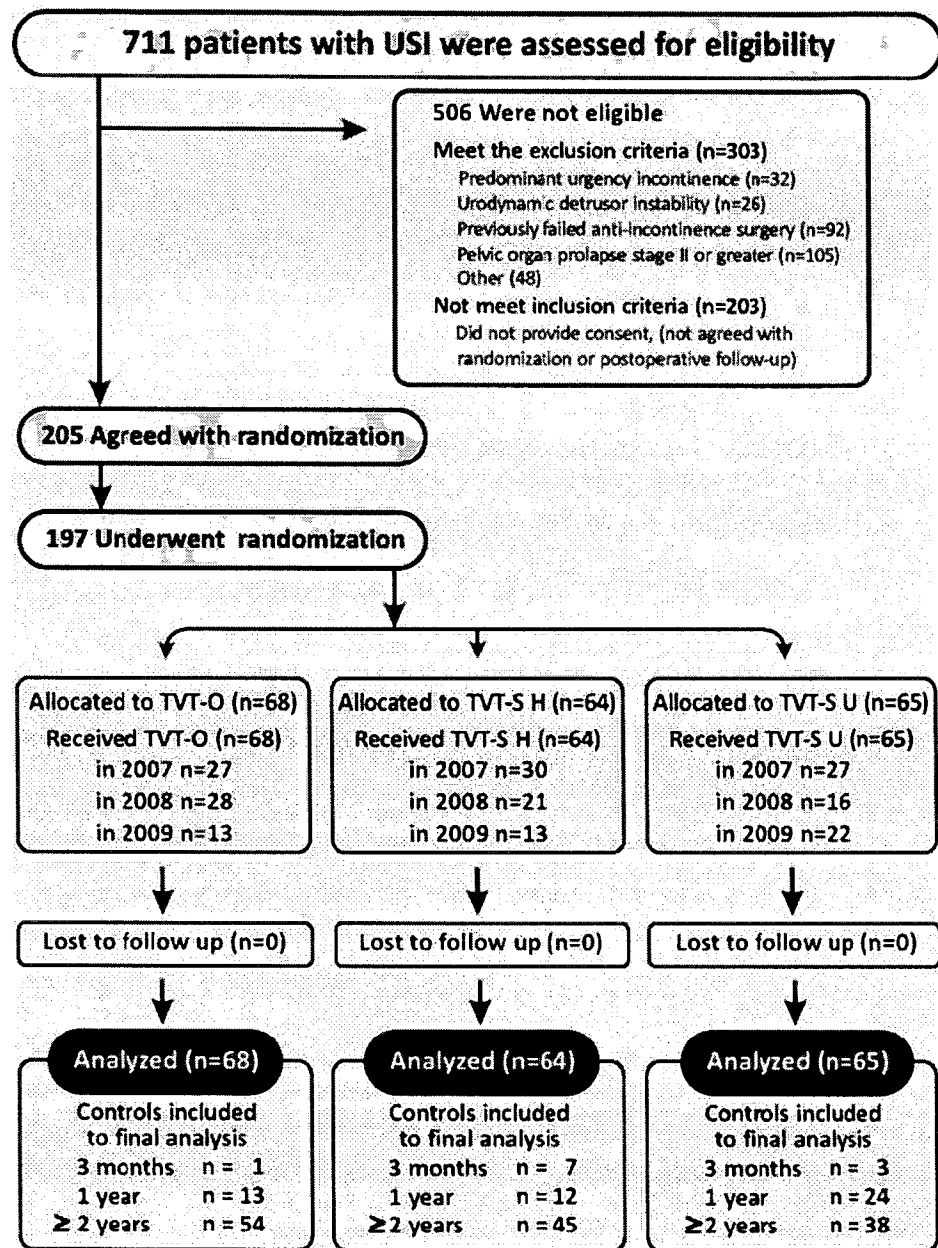 711 patients with USI were assessed for eligibility
506 Were not eligible
Meet the exclusion criteria (n=303)
Predominant urgency incontinence (n=32)
Urodynamic detrusor instability (n=26)
Previously failed anti-incontinence surgery (n=92)
Pelvic organ prolapse stage II or greater (n=105)
Other (48)
Not meet inclusion criteria (n=203)
Did not provide consent, (not agreed with
randomization or postoperative follow-up)
205 Agreed with randomization
197 Underwent randomization
Allocated to TVT-O (n=68)
Received TVT-O (n=68)
in 2007 n=27
in 2008 n=28
in 2009 n=13
Allocated to TVT-S H (n=64)
Received TVT-S H (n=64)
in 2007 n=30
in 2008 n=21
in 2009 n=13
Allocated to TVT-S U (n=65)
Received TVT-S U (n=65)
in 2007 n=27
in 2008 n=16
in 2009 n=22
Lost to follow up (n=0)
Lost to follow up (n=0)
Lost to follow up (n=0)
Analyzed (n=68)
Controls included
to final analysis
3 months n = 1
1 year n = 13
≥ 2 years n = 54
Analyzed (n=64)
Controls included
to final analysis
3 months n = 7
1 year n = 12
≥ 2 years n = 45
Analyzed (n=65)
Controls included
to final analysis
3 months n = 3
1 year n = 24
≥ 2 years n = 38